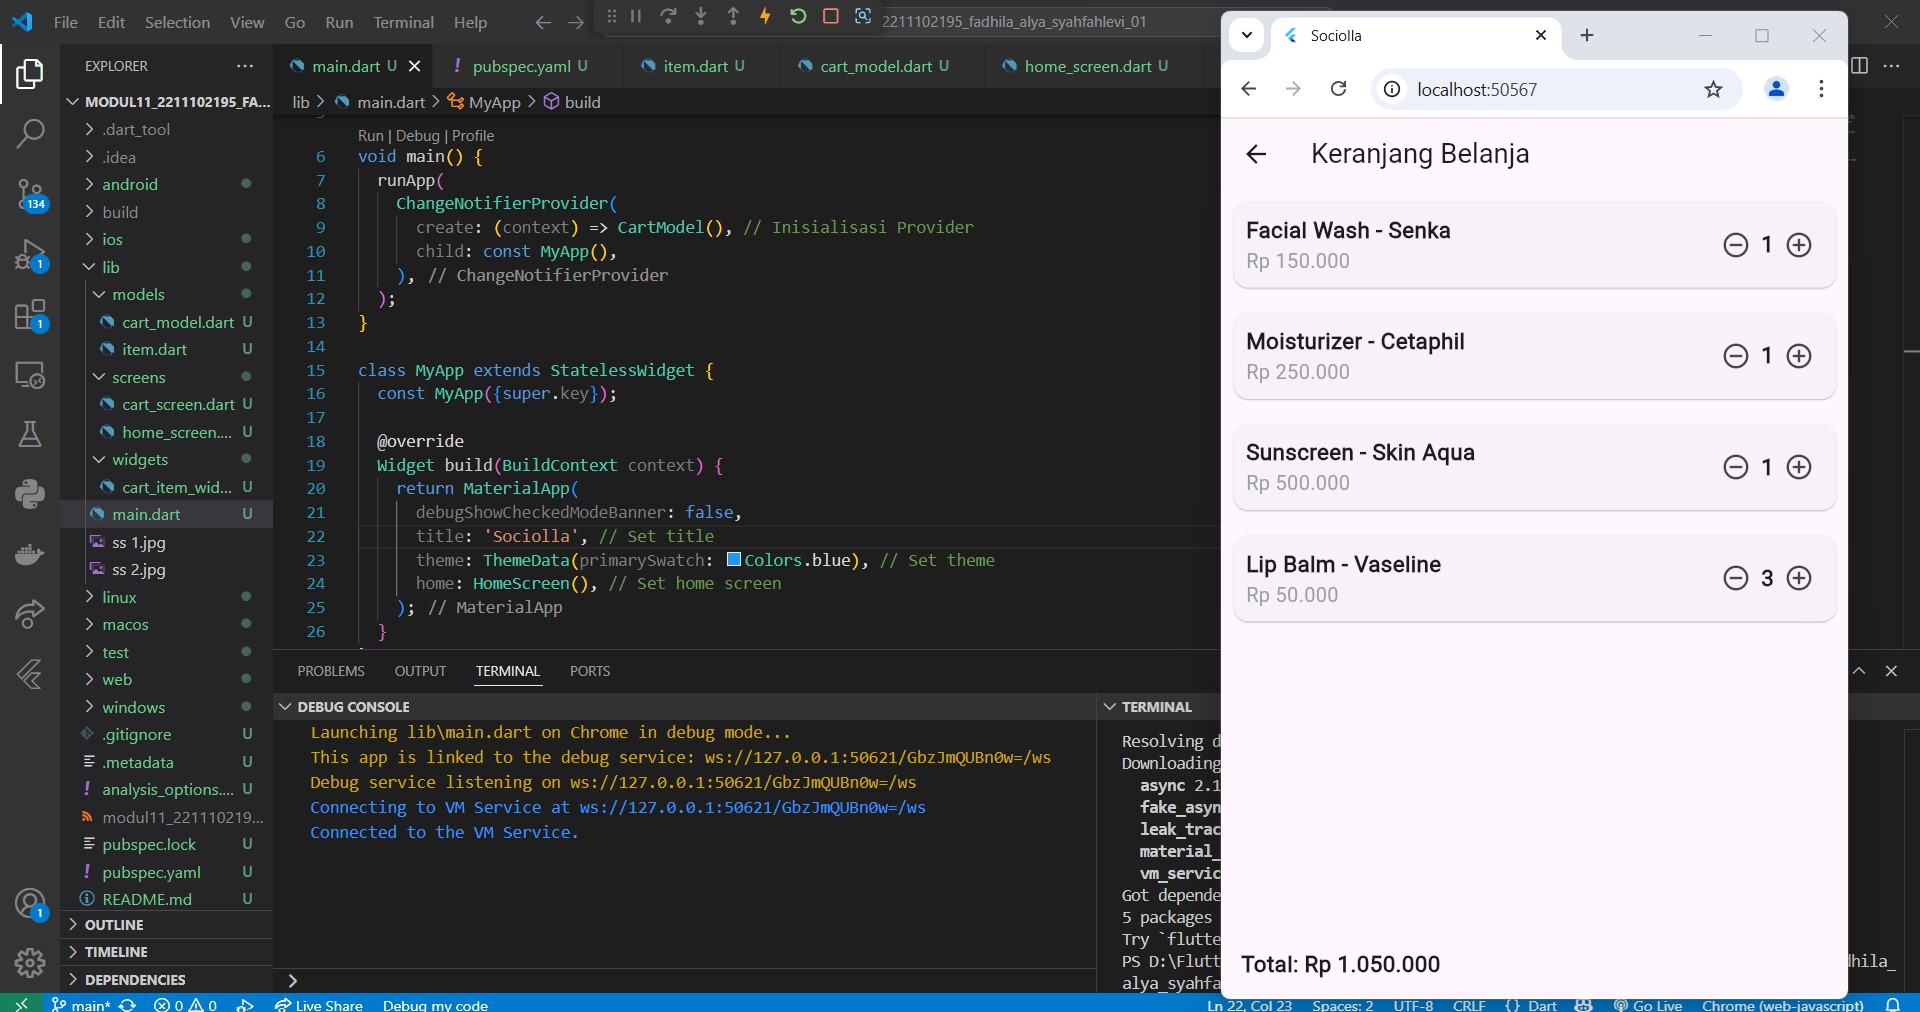 File Edit Selection View Go Run Terminal Help
2211102195_fadhila_alya_syahfahlevi_01
EXPLORER
MODUL11_2211102195_FA...
.dart_tool
.idea
android
build
ios
lib
models
cart_model.dart U
item.dart U
screens
cart_screen.dart U
home_screen.... U
widgets
cart_item_wid... U
main.dart U
ss 1.jpg
ss 2.jpg
linux
macos
test
web
windows
.gitignore U
.metadata U
analysis_options.... U
modul11_221110219...
pubspec.lock U
pubspec.yaml U
README.md U
OUTLINE
TIMELINE
DEPENDENCIES
134
1
1
1
main.dart U
pubspec.yaml U
item.dart U
cart_model.dart U
home_screen.dart U
lib > main.dart > MyApp > build
Run | Debug | Profile
6 void main() {
7 runApp(
8 ChangeNotifierProvider(
9 create: (context) => CartModel(), // Inisialisasi Provider
10 child: const MyApp(),
11 ), // ChangeNotifierProvider
12 );
13 }
14
15 class MyApp extends StatelessWidget {
16 const MyApp({super.key});
17
18 @override
19 Widget build(BuildContext context) {
20 return MaterialApp(
21 debugShowCheckedModeBanner: false,
22 title: 'Sociolla', // Set title
23 theme: ThemeData(primarySwatch: Colors.blue), // Set theme
24 home: HomeScreen(), // Set home screen
25 ); // MaterialApp
26 }
PROBLEMS OUTPUT TERMINAL PORTS
DEBUG CONSOLE
Launching lib\main.dart on Chrome in debug mode...
This app is linked to the debug service: ws://127.0.0.1:50621/GbzJmQUBn0w=/ws
Debug service listening on ws://127.0.0.1:50621/GbzJmQUBn0w=/ws
Connecting to VM Service at ws://127.0.0.1:50621/GbzJmQUBn0w=/ws
Connected to the VM Service.
TERMINAL
Resolving d
Downloading
async 2.1
fake_asyn
leak_trac
material_
vm_servic
Got depende
5 packages
Try `flutte
PS D:\Flutt
alya_syahfa
Sociolla
localhost:50567
Keranjang Belanja
Facial Wash - Senka
Rp 150.000
1
Moisturizer - Cetaphil
Rp 250.000
1
Sunscreen - Skin Aqua
Rp 500.000
1
Lip Balm - Vaseline
Rp 50.000
3
Total: Rp 1.050.000
main* 0 0 Live Share Debug my code
Ln 22, Col 23 Spaces: 2 UTF-8 CRLF {} Dart Go Live Chrome (web-javascript)